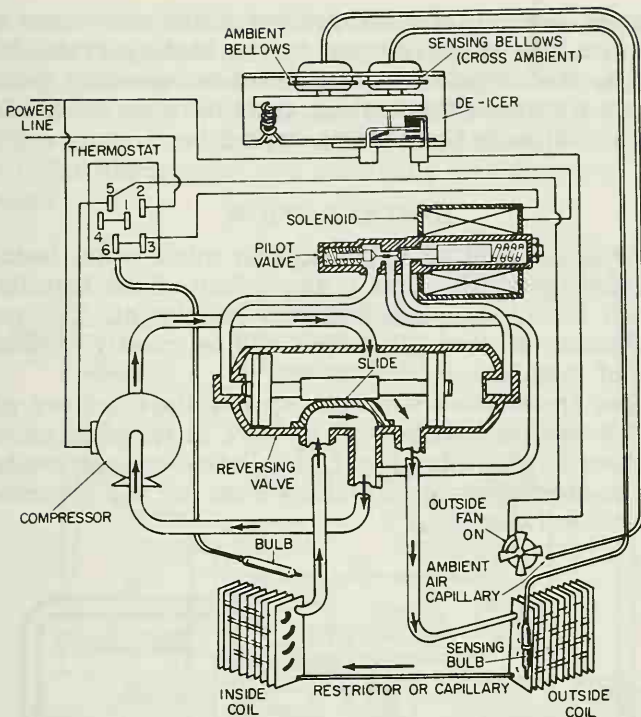 AMBIENT
BELLOWS
SENSING BELLOWS
(CROSS AMBIENT)
DE-ICER
POWER
LINE
THERMOSTAT
5
2
1
4
6
3
SOLENOID
PILOT
VALVE
SLIDE
REVERSING
VALVE
COMPRESSOR
BULB
OUTSIDE
FAN
ON
AMBIENT
AIR
CAPILLARY
SENSING
BULB
INSIDE
COIL
RESTRICTOR OR CAPILLARY
OUTSIDE
COIL